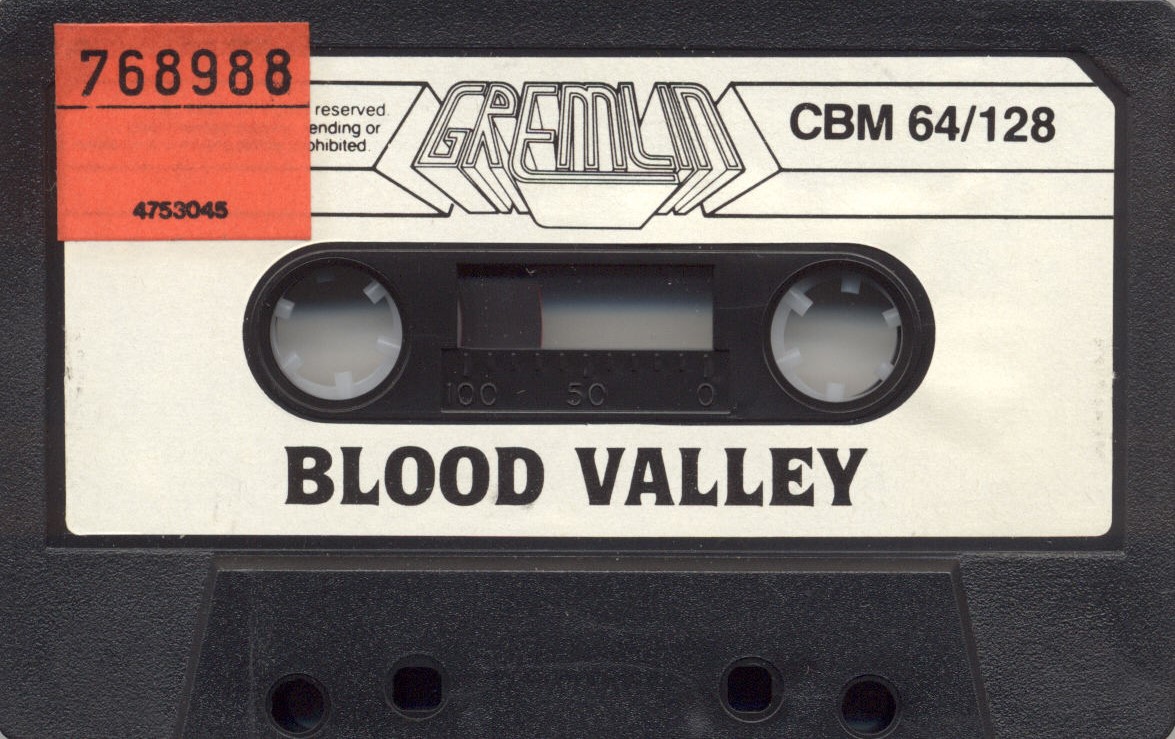 768988
4753045
reserved.
ending or
ohibited.
GREMLIN
CBM 64/128
100 50 0
BLOOD VALLEY